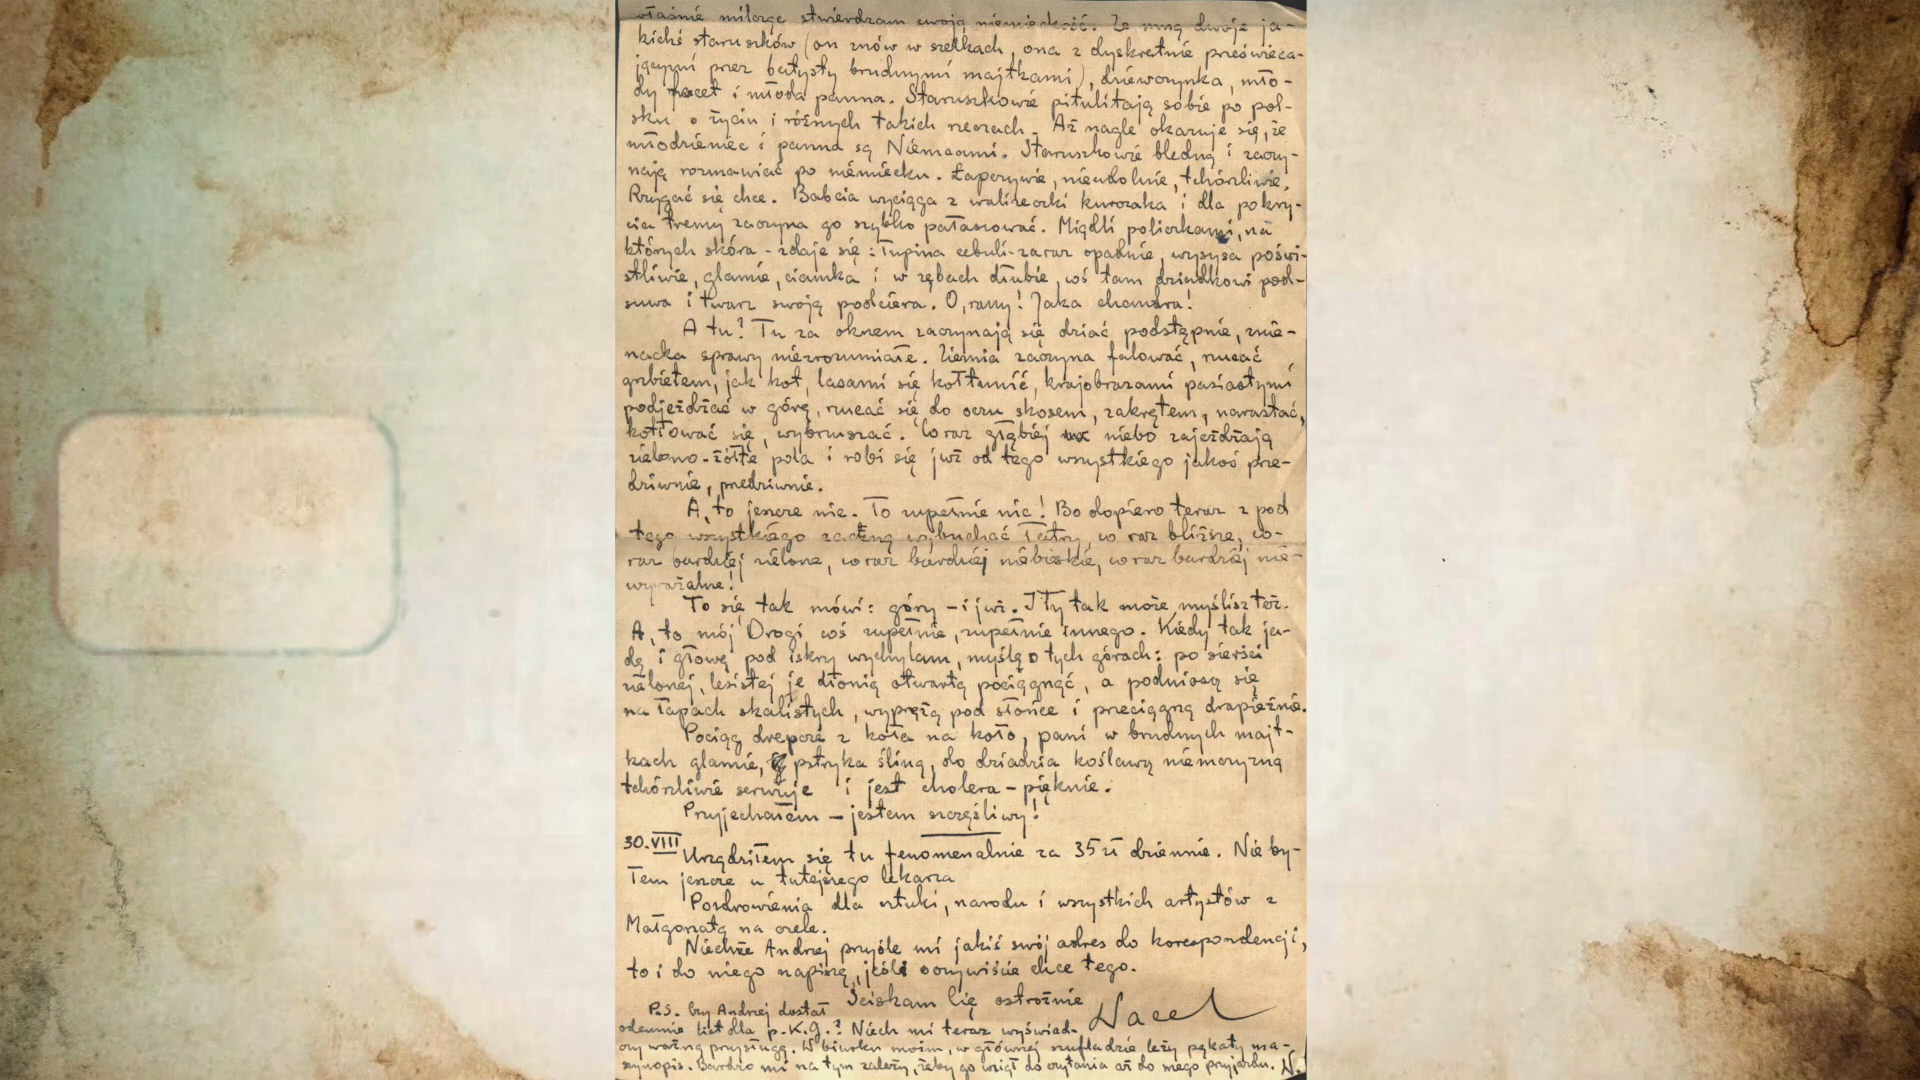 właśnie milcząc stwierdzam swoją niemieckość. Za mną dwoje ja-
kichś staruszków (on znów w szelkach, ona z dyskretnie prześwieca-
jącymi przez batysty brudnymi majtkami), dziewczynka, mło-
dy facet i młoda panna. Staruszkowie pitulitają sobie po pol-
sku o życiu i różnych takich rzeczach. Aż nagle okazuje się, że
młodzieniec i panna są Niemcami. Staruszkowie bledną i zaczy-
nają rozmawiać po niemiecku. Łapczywie, nieudolnie, tchórzliwie.
Rzygać się chce. Babcia wyciąga z walizeczki kurczaka i dla pokry-
cia tremy zaczyna go szybko pałaszować. Międli policzkami, na
których skóra - zdaje się: łupina cebuli - zaraz opadnie, wysysa poświ-
stliwie, glamie, ciamka i w zębach dłubie, coś tam dziadkowi pod-
suwa i twarz swoją podciera. O, rany! Jaka chandra!
A tu? Tu za oknem zaczynają się dziać podstępnie, znie-
nacka sprawy niezrozumiałe. Ziemia zaczyna falować, rzucać
grzbietem, jak kot, lasami się kołtunić, krajobrazami pasiastymi
podjeżdżać w górę, rzucać się do oczu skosem, zakrętem, narastać,
kotłować się, wybrzuszać. Coraz głębiej w niebo zajeżdżają
zielono-żółte pola i robi się już od tego wszystkiego jakoś prze-
dziwnie, przedziwnie.
A, to jeszcze nic. To zupełnie nic! Bo dopiero teraz z pod
tego wszystkiego zaczną wybuchać Tatry, co raz bliższe, co-
raz bardziej zielone, coraz bardziej niebieskie, coraz bardziej nie-
wyrażalne!
To się tak mówi: góry - i już. I Ty tak może myślisz też.
A, to mój Drogi coś zupełnie, zupełnie innego. Kiedy tak ja-
dę i głowę pod iskry wychylam, myślę o tych górach: po sierści
zielonej, lesistej je dłonią otwartą pociągnąć, a podniosą się
na łapach skalistych, wyprężą pod słońce i przeciągną drapieżnie.
Pociąg drepcze z koła na koło, pani w brudnych majt-
kach glamie, pstryka śliną, do dziadzia koślawą niemczyzną
tchórzliwie serwuje i jest cholera - pięknie.
Przyjechałem - jestem szczęśliwy!
30.VIII Urządziłem się tu fenomenalnie za 35 zł dziennie. Nie by-
łem jeszcze u tutejszego lekarza
Pozdrowienia dla sztuki, narodu i wszystkich artystów z
Małgorzatą na czele.
Niechże Andrzej przyśle mi jakiś swój adres do korespondencji,
to i do niego napiszę, jeśli oczywiście chce tego.
Ściskam Cię ostrożnie
Wacek
P.S. Czy Andrzej dostał
odemnie list dla p. K.G.? Niech mi teraz wyświad-
czy ważną przysługę. W biurku moim, w głównej szufladzie leży pękaty ma-
szynopis. Bardzo mi na tym zależy, żeby go wziął do czytania aż do mego przyjazdu. W.